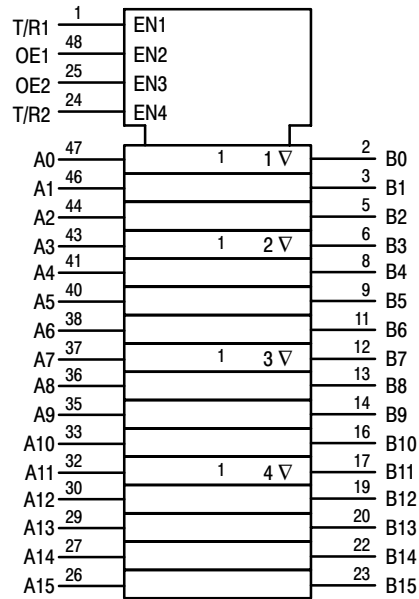 T/R1 1 EN1
OE1 48 EN2
OE2 25 EN3
T/R2 24 EN4
A0 47 1 1 ∇ 2 B0
A1 46 3 B1
A2 44 5 B2
A3 43 1 2 ∇ 6 B3
A4 41 8 B4
A5 40 9 B5
A6 38 11 B6
A7 37 1 3 ∇ 12 B7
A8 36 13 B8
A9 35 14 B9
A10 33 16 B10
A11 32 1 4 ∇ 17 B11
A12 30 19 B12
A13 29 20 B13
A14 27 22 B14
A15 26 23 B15